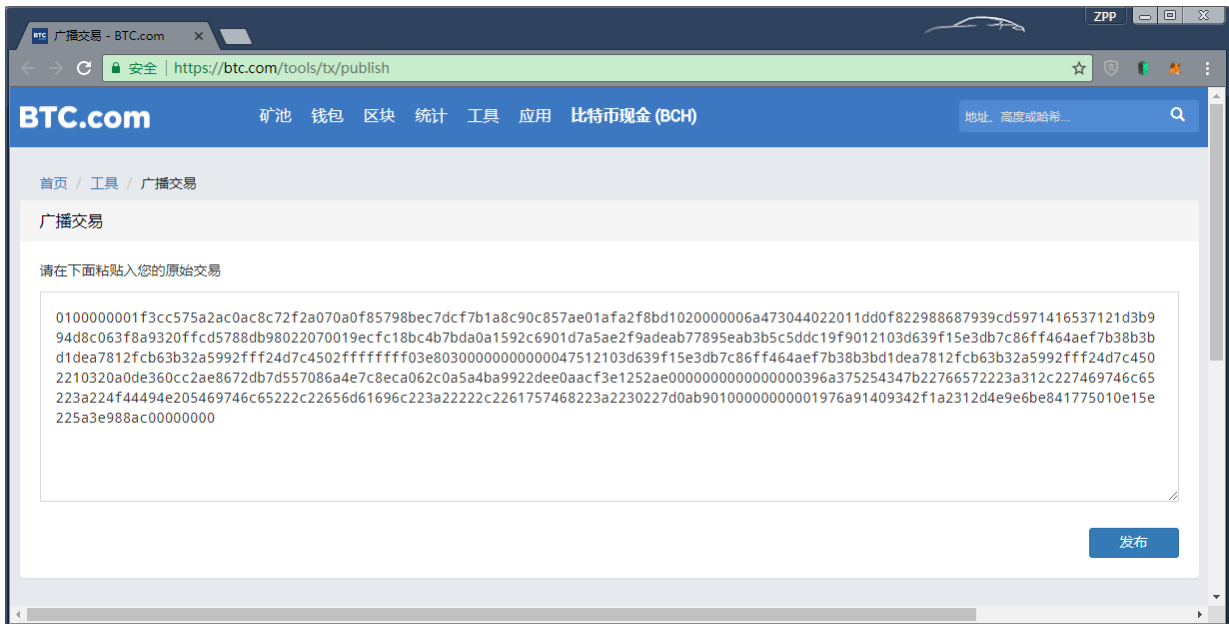 ZPP
BTC 广播交易 - BTC.com
安全 | https://btc.com/tools/tx/publish
BTC.com 矿池 钱包 区块 统计 工具 应用 比特币现金 (BCH) 地址、高度或哈希...
首页 / 工具 / 广播交易
广播交易
请在下面粘贴入您的原始交易
0100000001f3cc575a2ac0ac8c72f2a070a0f85798bec7dcf7b1a8c90c857ae01afa2f8bd1020000006a473044022011dd0f822988687939cd5971416537121d3b9
94d8c063f8a9320ffcd5788db98022070019ecfc18bc4b7bda0a1592c6901d7a5ae2f9adeab77895eab3b5c5ddc19f9012103d639f15e3db7c86ff464aef7b38b3b
d1dea7812fcb63b32a5992fff24d7c4502ffffffff03e8030000000000004751210​3d639f15e3db7c86ff464aef7b38b3bd1dea7812fcb63b32a5992fff24d7c450
2210320a0de360cc2ae8672db7d557086a4e7c8eca062c0a5a4ba9922dee0aacf3e1252ae0000000000000000396a375254347b22766572223a312c227469746c65
223a224f44494e205469746c65222c22656d61696c223a22222c2261757468223a2230227d0ab90100000000001976a91409342f1a2312d4e9e6be841775010e15e
225a3e988ac00000000
发布